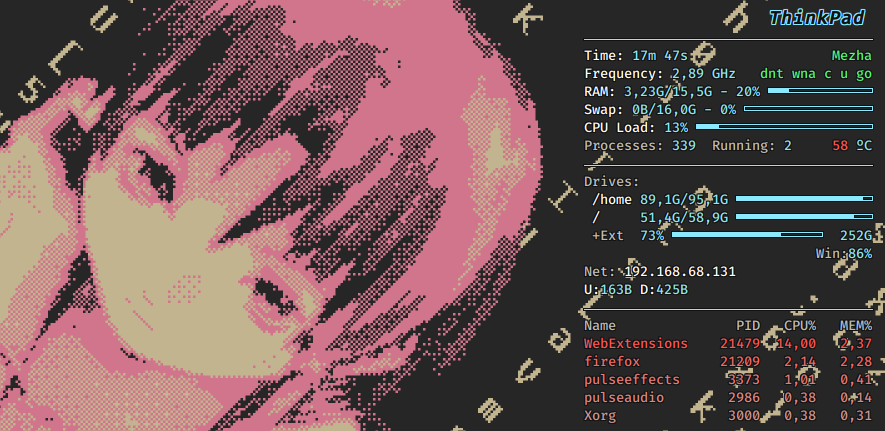 ThinkPad
Time: 17m 47s Mezha
Frequency: 2,89 GHz dnt wna c u go
RAM: 3,23G/15,5G - 20%
Swap: 0B/16,0G - 0%
CPU Load: 13%
Processes: 339 Running: 2 58 ºC
Drives:
/home 89,1G/95,1G
/ 51,4G/58,9G
+Ext 73% 252G
Win:86%
Net: 192.168.68.131
U:163B D:425B
Name PID CPU% MEM%
WebExtensions 21479 14,00 2,37
firefox 21209 2,14 2,28
pulseeffects 3373 1,01 0,41
pulseaudio 2986 0,38 0,14
Xorg 3000 0,38 0,31